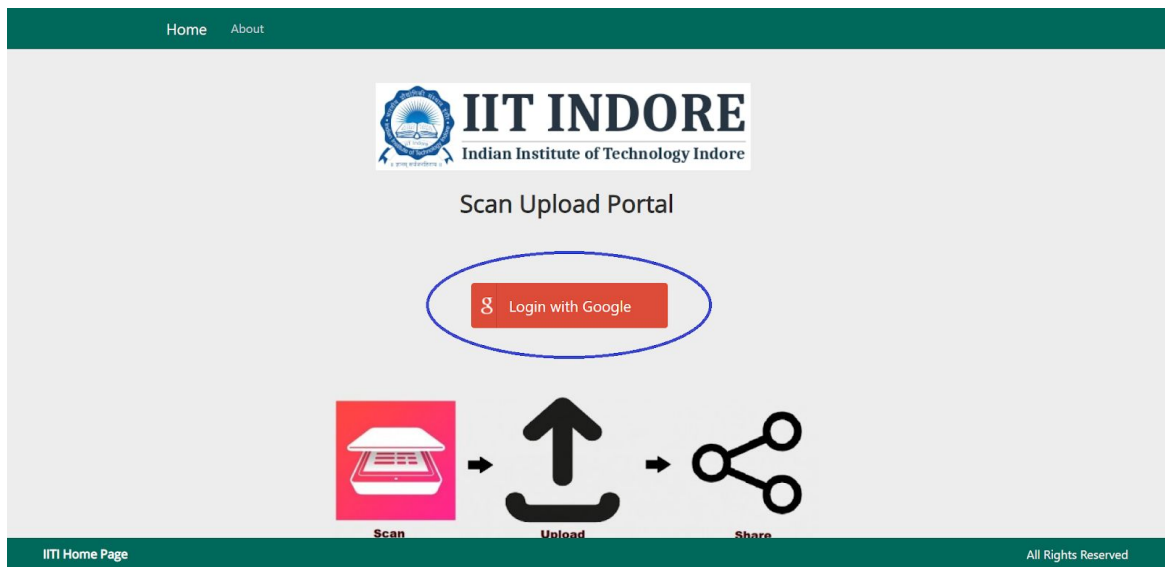 Home About
IIT INDORE
Indian Institute of Technology Indore
Scan Upload Portal
g Login with Google
Scan Upload Share
IITI Home Page All Rights Reserved